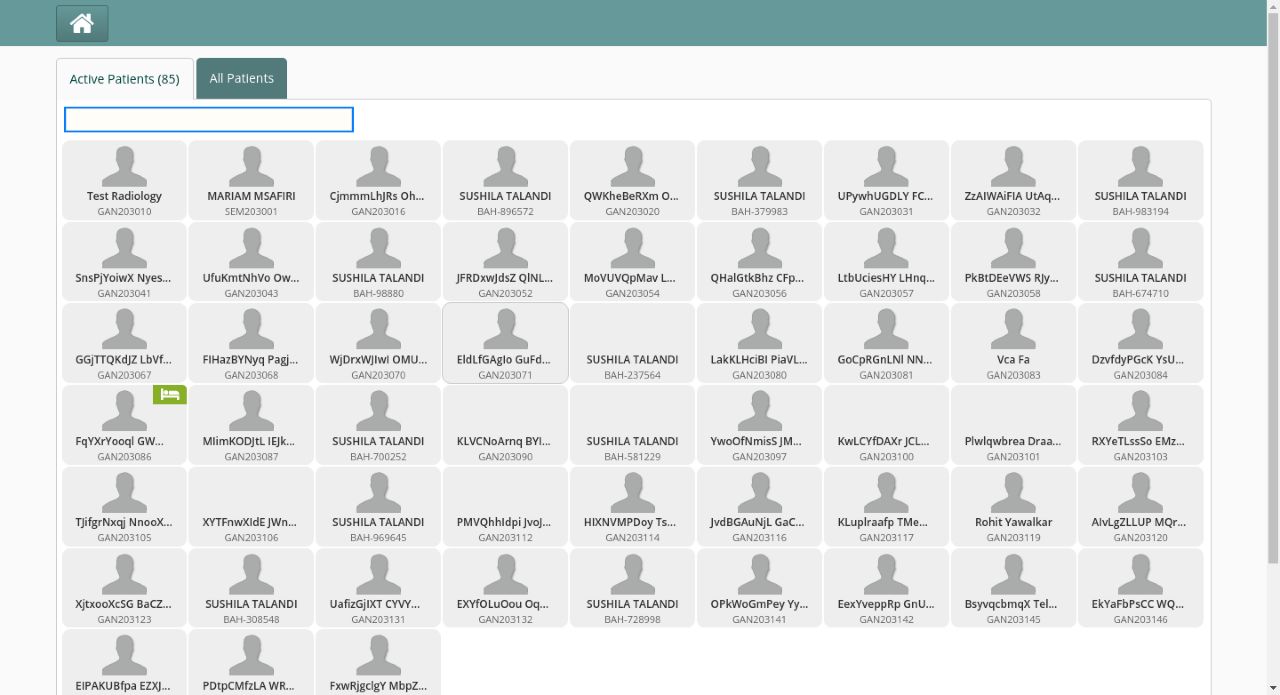 Active Patients (85)
All Patients
Test Radiology
GAN203010
MARIAM MSAFIRI
SEM203001
CjmmmLhJRs Oh...
GAN203016
SUSHILA TALANDI
BAH-896572
QWKheBeRXm O...
GAN203020
SUSHILA TALANDI
BAH-379983
UPywhUGDLY FC...
GAN203031
ZzAIWAiFIA UtAq...
GAN203032
SUSHILA TALANDI
BAH-983194
SnsPjYoiwX Nyes...
GAN203041
UfuKmtNhVo Ow...
GAN203043
SUSHILA TALANDI
BAH-98880
JFRDxwJdsZ QlNL...
GAN203052
MoVUVQpMav L...
GAN203054
QHalGtkBhz CFp...
GAN203056
LtbUciesHY LHnq...
GAN203057
PkBtDEeVWS RJy...
GAN203058
SUSHILA TALANDI
BAH-674710
GGjTTQKdJZ LbVf...
GAN203067
FIHazBYNyq Pagj...
GAN203068
WjDrxWJIwI OMU...
GAN203070
EldLfGAgIo GuFd...
GAN203071
SUSHILA TALANDI
BAH-237564
LakKLHciBI PiaVL...
GAN203080
GoCpRGnLNl NN...
GAN203081
Vca Fa
GAN203083
DzvfdyPGcK YsU...
GAN203084
FqYXrYooql GW...
GAN203086
MlimKODJtL IEJk...
GAN203087
SUSHILA TALANDI
BAH-700252
KLVCNoArnq BYI...
GAN203090
SUSHILA TALANDI
BAH-581229
YwoOfNmisS JM...
GAN203097
KwLCYfDAXr JCL...
GAN203100
Plwlqwbrea Draa...
GAN203101
RXYeTLssSo EMz...
GAN203103
TJifgrNxqj NnooX...
GAN203105
XYTFnwXIdE JWn...
GAN203106
SUSHILA TALANDI
BAH-969645
PMVQhhIdpi JvoJ...
GAN203112
HIXNVMPDoy Ts...
GAN203114
JvdBGAuNjL GaC...
GAN203116
KLuplraafp TMe...
GAN203117
Rohit Yawalkar
GAN203119
AIvLgZLLUP MQr...
GAN203120
XjtxooXcSG BaCZ...
GAN203123
SUSHILA TALANDI
BAH-308548
UafizGjIXT CYVY...
GAN203131
EXYfOLuOou Oq...
GAN203132
SUSHILA TALANDI
BAH-728998
OPkWoGmPey Yy...
GAN203141
EexYveppRp GnU...
GAN203142
BsyvqcbmqX Tel...
GAN203145
EkYaFbPsCC WQ...
GAN203146
EIPAKUBfpa EZXJ...
PDtpCMfzLA WR...
FxwRjgclgY MbpZ...